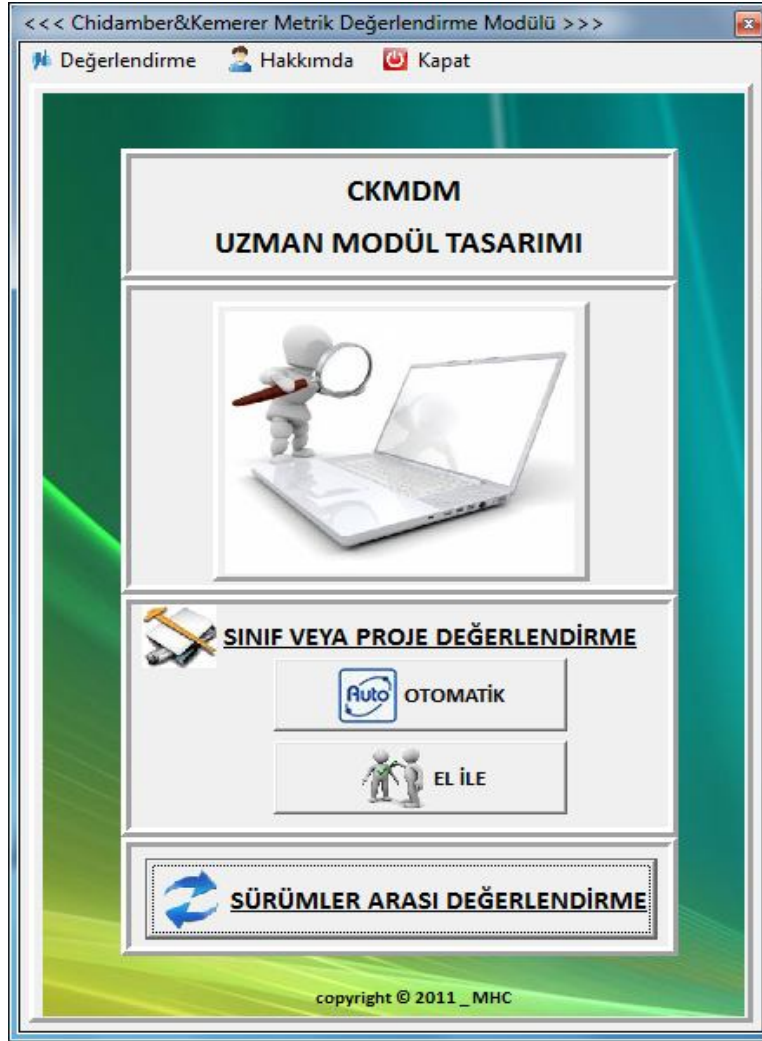 <<< Chidamber&Kemerer Metrik Değerlendirme Modülü >>>
Değerlendirme Hakkımda Kapat
CKMDM
UZMAN MODÜL TASARIMI
SINIF VEYA PROJE DEĞERLENDİRME
Auto OTOMATİK
EL İLE
SÜRÜMLER ARASI DEĞERLENDİRME
copyright © 2011 _ MHC